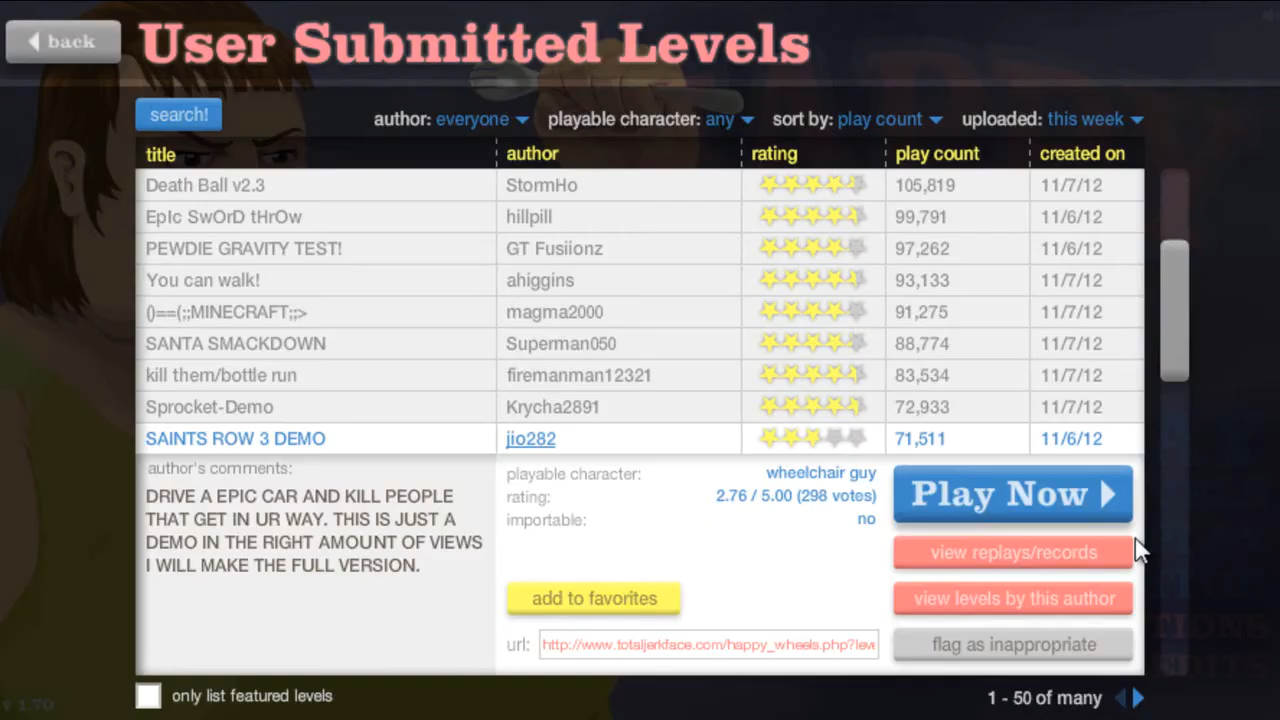 back
User Submitted Levels
search!
author: everyone playable character: any sort by: play count uploaded: this week
title author rating play count created on
Death Ball v2.3 StormHo 105,819 11/7/12
EpIc SwOrD tHrOw hillpill 99,791 11/6/12
PEWDIE GRAVITY TEST! GT Fusiionz 97,262 11/6/12
You can walk! ahiggins 93,133 11/7/12
()==(;;MINECRAFT;;> magma2000 91,275 11/7/12
SANTA SMACKDOWN Superman050 88,774 11/7/12
kill them/bottle run firemanman12321 83,534 11/7/12
Sprocket-Demo Krycha2891 72,933 11/7/12
SAINTS ROW 3 DEMO jio282 71,511 11/6/12
author's comments:
DRIVE A EPIC CAR AND KILL PEOPLE
THAT GET IN UR WAY. THIS IS JUST A
DEMO IN THE RIGHT AMOUNT OF VIEWS
I WILL MAKE THE FULL VERSION.
playable character: wheelchair guy
rating: 2.76 / 5.00 (298 votes)
importable: no
add to favorites
url: http://www.totaljerkface.com/happy_wheels.php?leve
Play Now
view replays/records
view levels by this author
flag as inappropriate
only list featured levels
1 - 50 of many
v 1.70